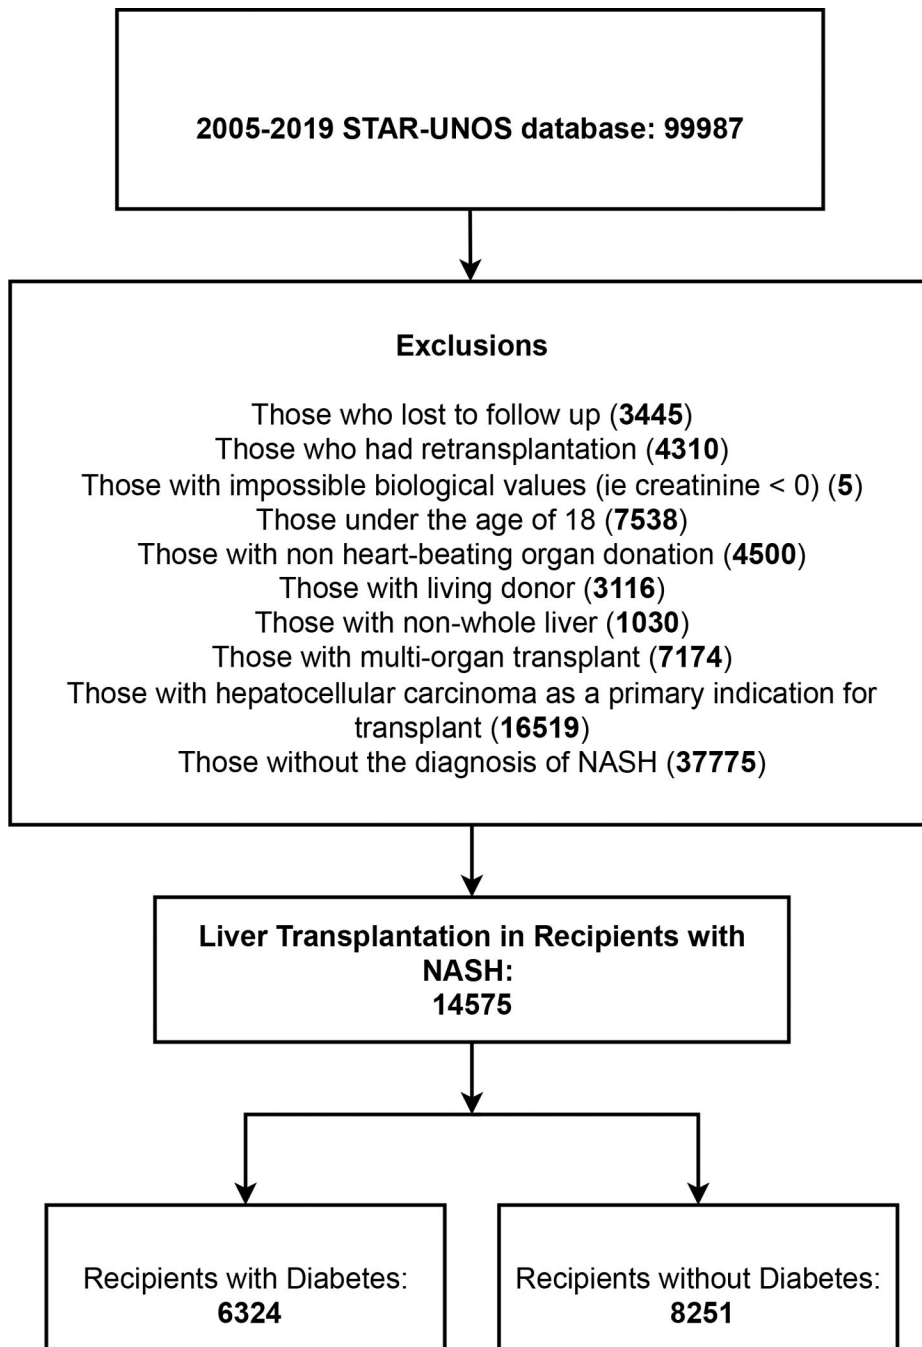 2005-2019 STAR-UNOS database: 99987
Exclusions
Those who lost to follow up (3445)
Those who had retransplantation (4310)
Those with impossible biological values (ie creatinine < 0) (5)
Those under the age of 18 (7538)
Those with non heart-beating organ donation (4500)
Those with living donor (3116)
Those with non-whole liver (1030)
Those with multi-organ transplant (7174)
Those with hepatocellular carcinoma as a primary indication for
transplant (16519)
Those without the diagnosis of NASH (37775)
Liver Transplantation in Recipients with
NASH:
14575
Recipients with Diabetes:
6324
Recipients without Diabetes:
8251